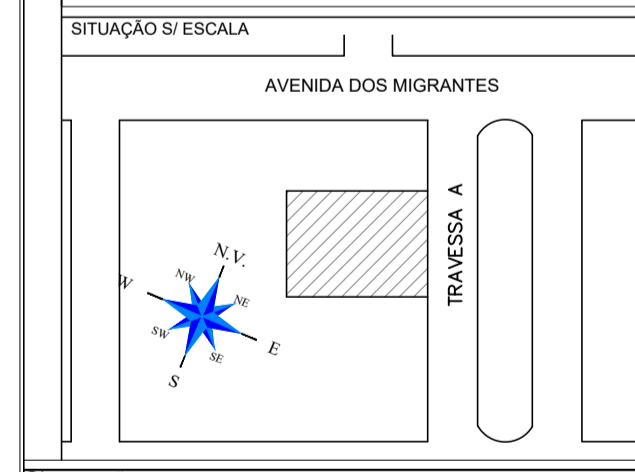 SITUAÇÃO S/ ESCALA
AVENIDA DOS MIGRANTES
TRAVESSA A
N.V.
NW
W
NE
SW
E
SE
S